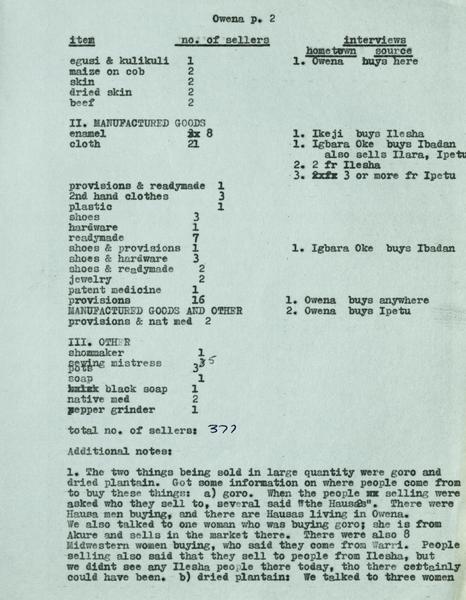 Owena p. 2
item no. of sellers interviews
hometown source
egusi & kulikuli 1 1. Owena buys here
maize on cob 2
skin 2
dried skin 2
beef 2
II. MANUFACTURED GOODS
enamel 8 1. Ikeji buys Ilesha
cloth 21 1. Igbara Oke buys Ibadan
also sells Ilara, Ipetu
2. 2 fr Ilesha
3. 3 or more fr Ipetu
provisions & readymade 1
2nd hand clothes 3
plastic 1
shoes 3
hardware 1
readymade 7
shoes & provisions 1 1. Igbara Oke buys Ibadan
shoes & hardware 3
shoes & readymade 2
jewelry 2
patent medicine 1
provisions 16 1. Owena buys anywhere
MANUFACTURED GOODS AND OTHER 2. Owena buys Ipetu
provisions & nat med 2
III. OTHER
shommaker 1
sewing mistress 35
pots 3
soap 1
black soap 1
native med 2
pepper grinder 1
total no. of sellers: 377
Additional notes:
1. The two things being sold in large quantity were goro and
dried plantain. Got some information on where people come from
to buy these things: a) goro. When the people selling were
asked who they sell to, several said "the Hausas". There were
Hausa men buying, and there are Hausas living in Owena.
We also talked to one woman who was buying goro; she is from
Akure and sells in the market there. There were also 8
Midwestern women buying, who said they come from Warri. People
selling also said that they sell to people from Ilesha, but
we didnt see any Ilesha people there today, tho there certainly
could have been. b) dried plantain: We talked to three women